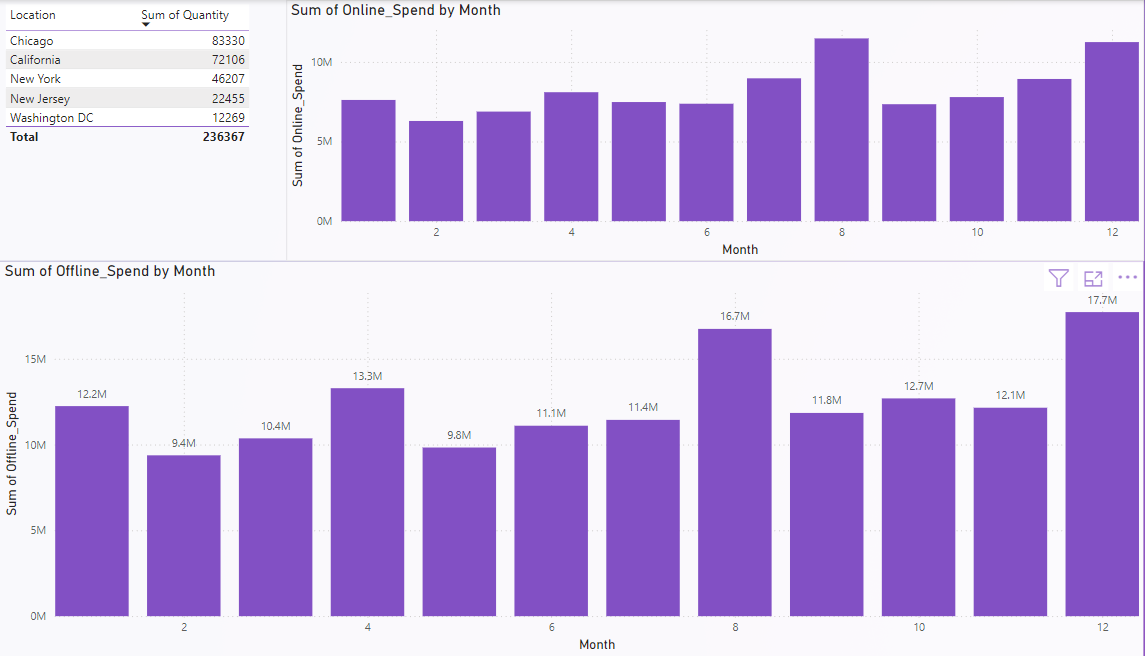 Location Sum of Quantity
Chicago 83330
California 72106
New York 46207
New Jersey 22455
Washington DC 12269
Total 236367
Sum of Online_Spend by Month
Sum of Online_Spend
10M
5M
0M
2 4 6 8 10 12
Month
Sum of Offline_Spend by Month
Sum of Offline_Spend
15M
10M
5M
0M
12.2M 9.4M 10.4M 13.3M 9.8M 11.1M 11.4M 16.7M 11.8M 12.7M 12.1M 17.7M
2 4 6 8 10 12
Month